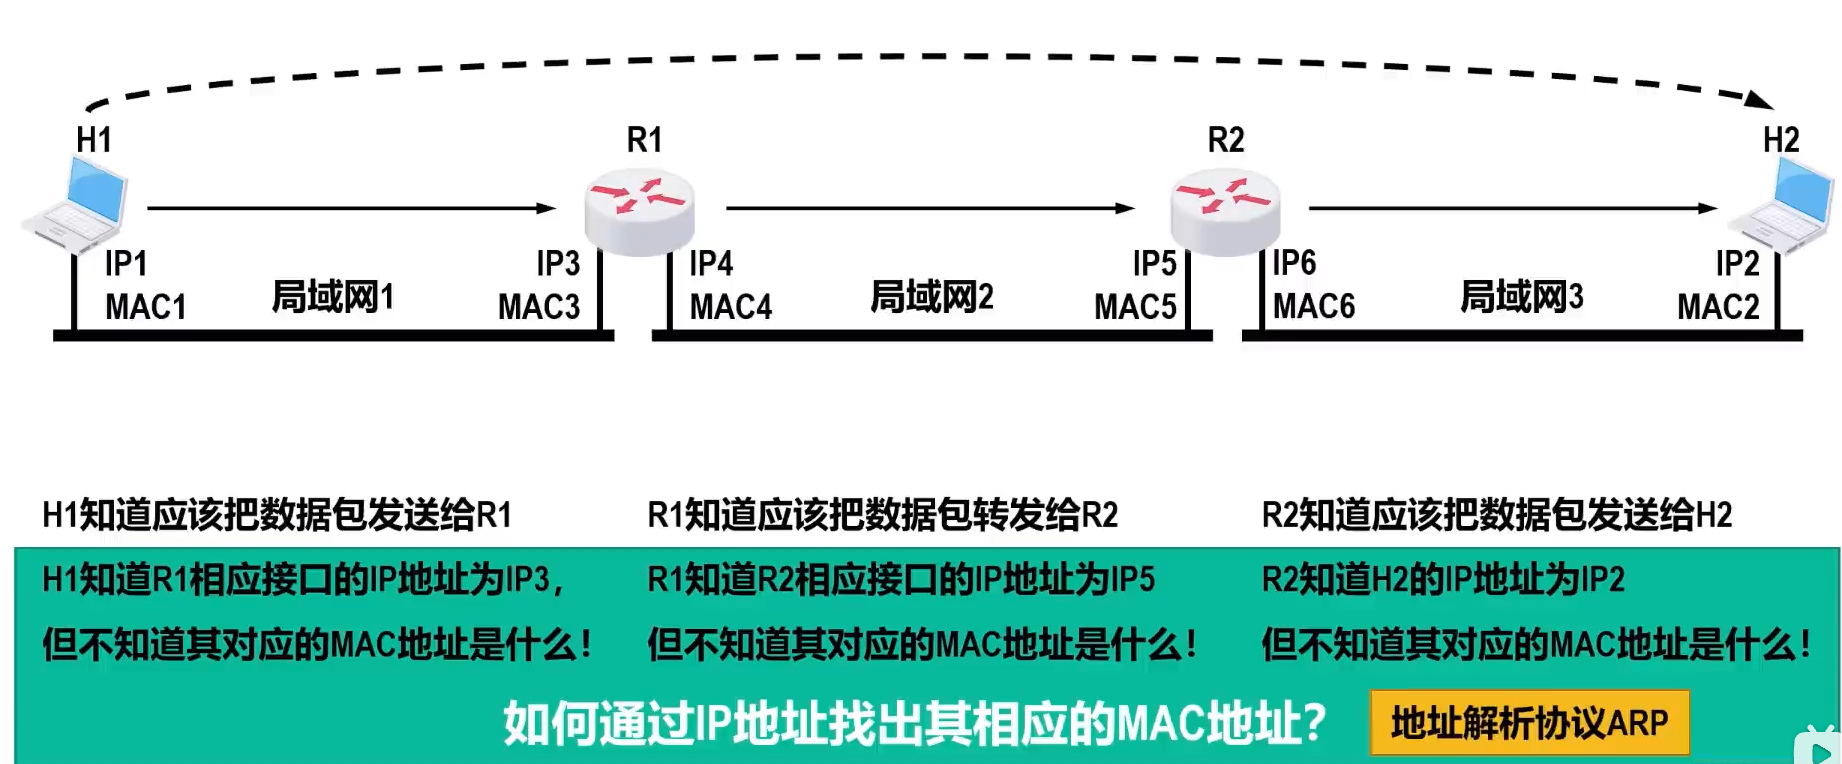 H1
R1
R2
H2
IP1
IP3
IP4
IP5
IP6
IP2
MAC1
局域网1
MAC3
MAC4
局域网2
MAC5
MAC6
局域网3
MAC2
H1知道应该把数据包发送给R1
R1知道应该把数据包转发给R2
R2知道应该把数据包发送给H2
H1知道R1相应接口的IP地址为IP3,
但不知道其对应的MAC地址是什么!
R1知道R2相应接口的IP地址为IP5
但不知道其对应的MAC地址是什么!
R2知道H2的IP地址为IP2
但不知道其对应的MAC地址是什么!
如何通过IP地址找出其相应的MAC地址?
地址解析协议ARP